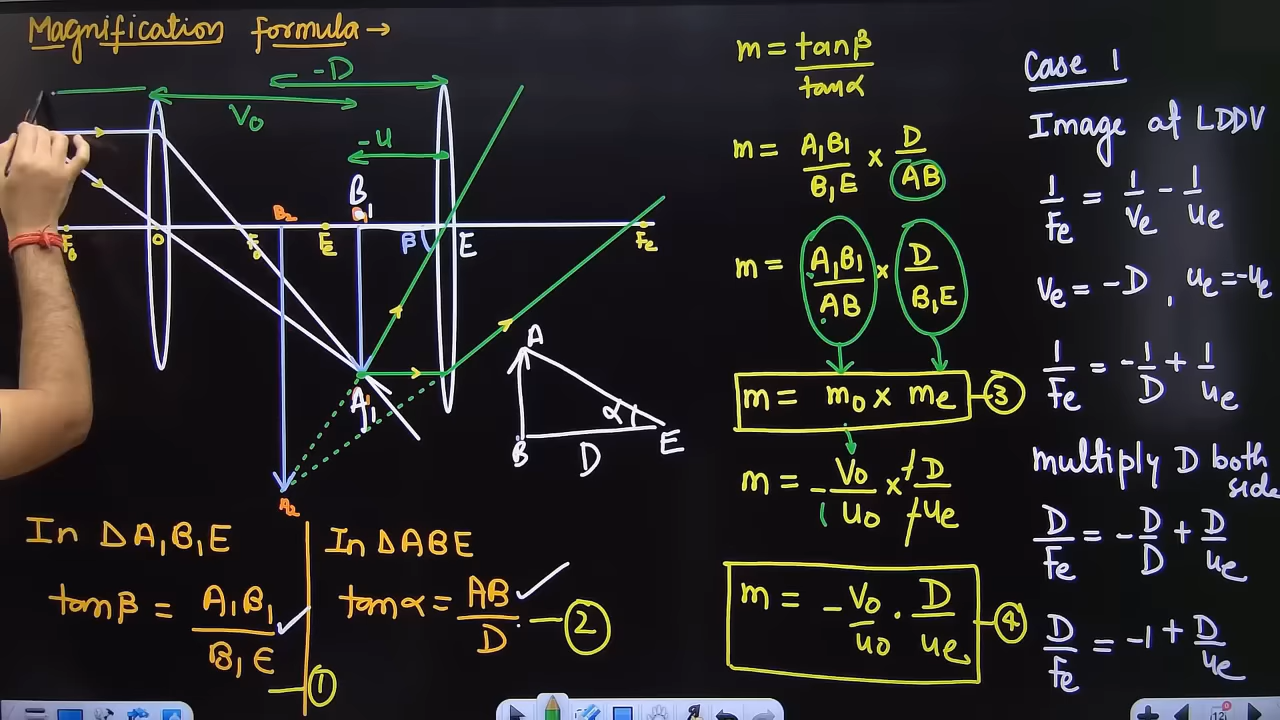 Magnification formula→
-D
V₀
-u
B₁
B₁
B₂
F₀
O
F₀
Fe
β
E
Fe
A₁
A₂
A
B
D
α
E
In ΔA₁B₁E
tanβ = A₁B₁/B₁E —①
In ΔABE
tanα = AB/D —②
m = tanβ/tanα
m = A₁B₁/B₁E × D/AB
m = A₁B₁/AB × D/B₁E
m = m₀ × me —③
m = -V₀/u₀ × +D/+ue
m = -V₀/u₀ . D/ue —④
Case 1
Image at LDDV
1/Fe = 1/Ve - 1/ue
Ve = -D , ue = -ue
1/Fe = -1/D + 1/ue
multiply D both
side
D/Fe = -D/D + D/ue
D/Fe = -1 + D/ue
12